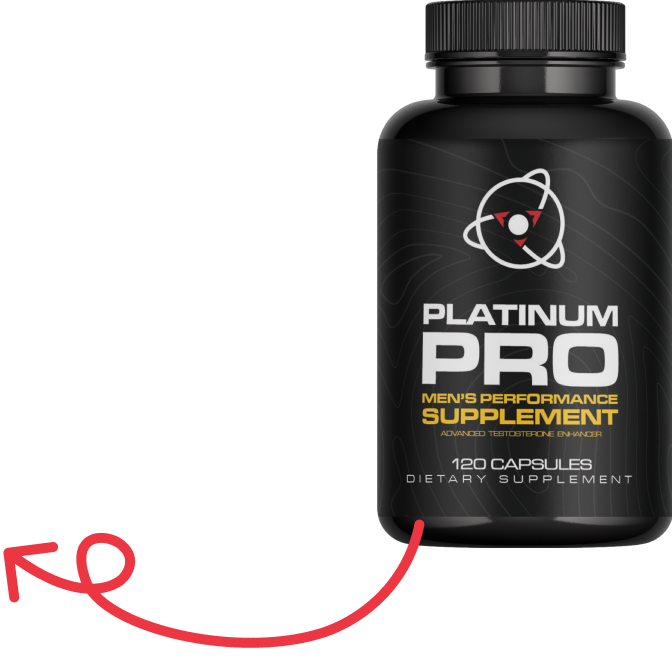 PLATINUM
PRO
MEN'S PERFORMANCE
SUPPLEMENT
ADVANCED TESTOSTERONE ENHANCER
120 CAPSULES
DIETARY SUPPLEMENT